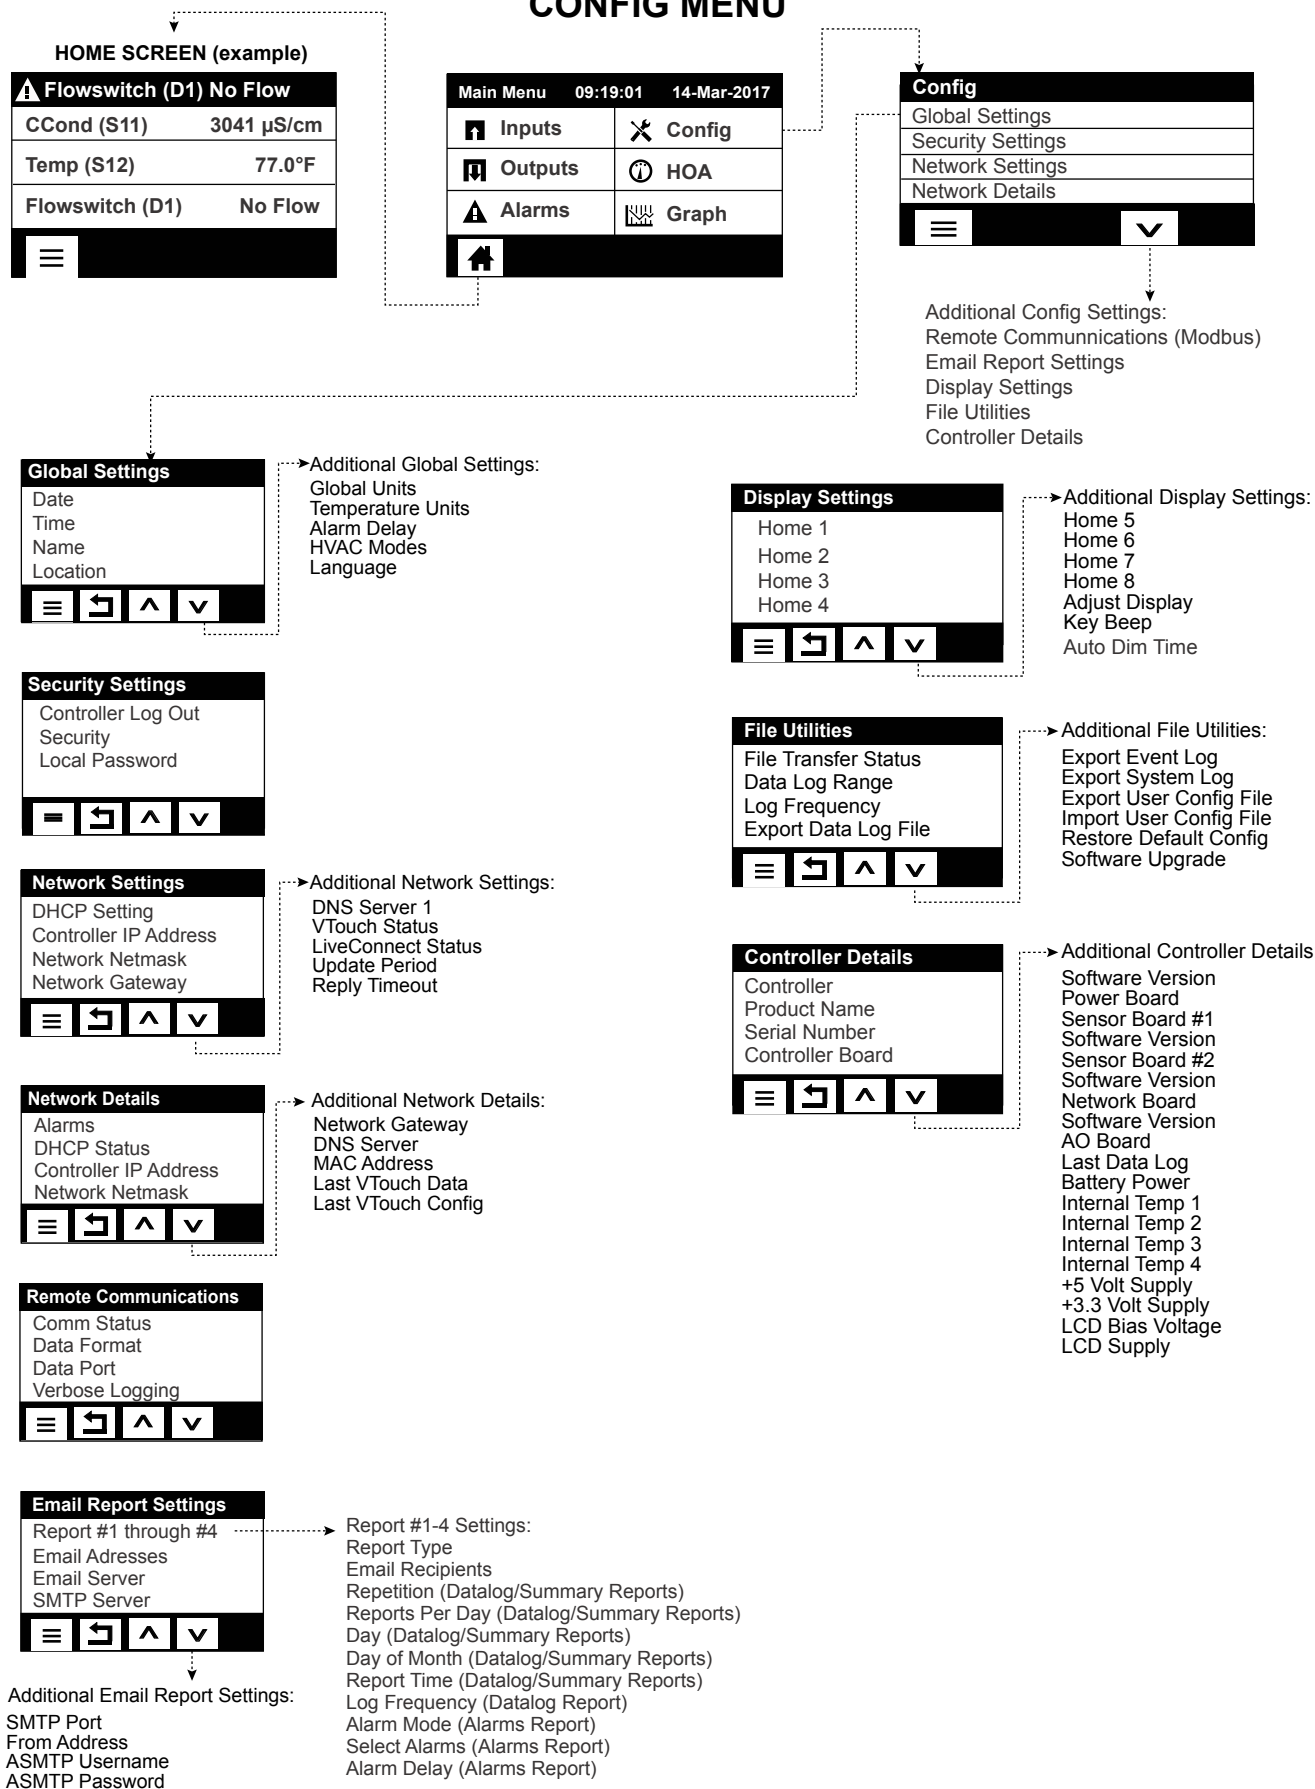 CONFIG MENU
HOME SCREEN (example)
Flowswitch (D1) No Flow
CCond (S11) 3041 µS/cm
Temp (S12) 77.0°F
Flowswitch (D1) No Flow
Main Menu 09:19:01 14-Mar-2017
Inputs Config
Outputs HOA
Alarms Graph
Config
Global Settings
Security Settings
Network Settings
Network Details
Additional Config Settings:
Remote Communnications (Modbus)
Email Report Settings
Display Settings
File Utilities
Controller Details
Global Settings
Date
Time
Name
Location
Additional Global Settings:
Global Units
Temperature Units
Alarm Delay
HVAC Modes
Language
Security Settings
Controller Log Out
Security
Local Password
Network Settings
DHCP Setting
Controller IP Address
Network Netmask
Network Gateway
Additional Network Settings:
DNS Server 1
VTouch Status
LiveConnect Status
Update Period
Reply Timeout
Network Details
Alarms
DHCP Status
Controller IP Address
Network Netmask
Additional Network Details:
Network Gateway
DNS Server
MAC Address
Last VTouch Data
Last VTouch Config
Remote Communications
Comm Status
Data Format
Data Port
Verbose Logging
Email Report Settings
Report #1 through #4
Email Adresses
Email Server
SMTP Server
Additional Email Report Settings:
SMTP Port
From Address
ASMTP Username
ASMTP Password
Report #1-4 Settings:
Report Type
Email Recipients
Repetition (Datalog/Summary Reports)
Reports Per Day (Datalog/Summary Reports)
Day (Datalog/Summary Reports)
Day of Month (Datalog/Summary Reports)
Report Time (Datalog/Summary Reports)
Log Frequency (Datalog Report)
Alarm Mode (Alarms Report)
Select Alarms (Alarms Report)
Alarm Delay (Alarms Report)
Display Settings
Home 1
Home 2
Home 3
Home 4
Additional Display Settings:
Home 5
Home 6
Home 7
Home 8
Adjust Display
Key Beep
Auto Dim Time
File Utilities
File Transfer Status
Data Log Range
Log Frequency
Export Data Log File
Additional File Utilities:
Export Event Log
Export System Log
Export User Config File
Import User Config File
Restore Default Config
Software Upgrade
Controller Details
Controller
Product Name
Serial Number
Controller Board
Additional Controller Details
Software Version
Power Board
Sensor Board #1
Software Version
Sensor Board #2
Software Version
Network Board
Software Version
AO Board
Last Data Log
Battery Power
Internal Temp 1
Internal Temp 2
Internal Temp 3
Internal Temp 4
+5 Volt Supply
+3.3 Volt Supply
LCD Bias Voltage
LCD Supply